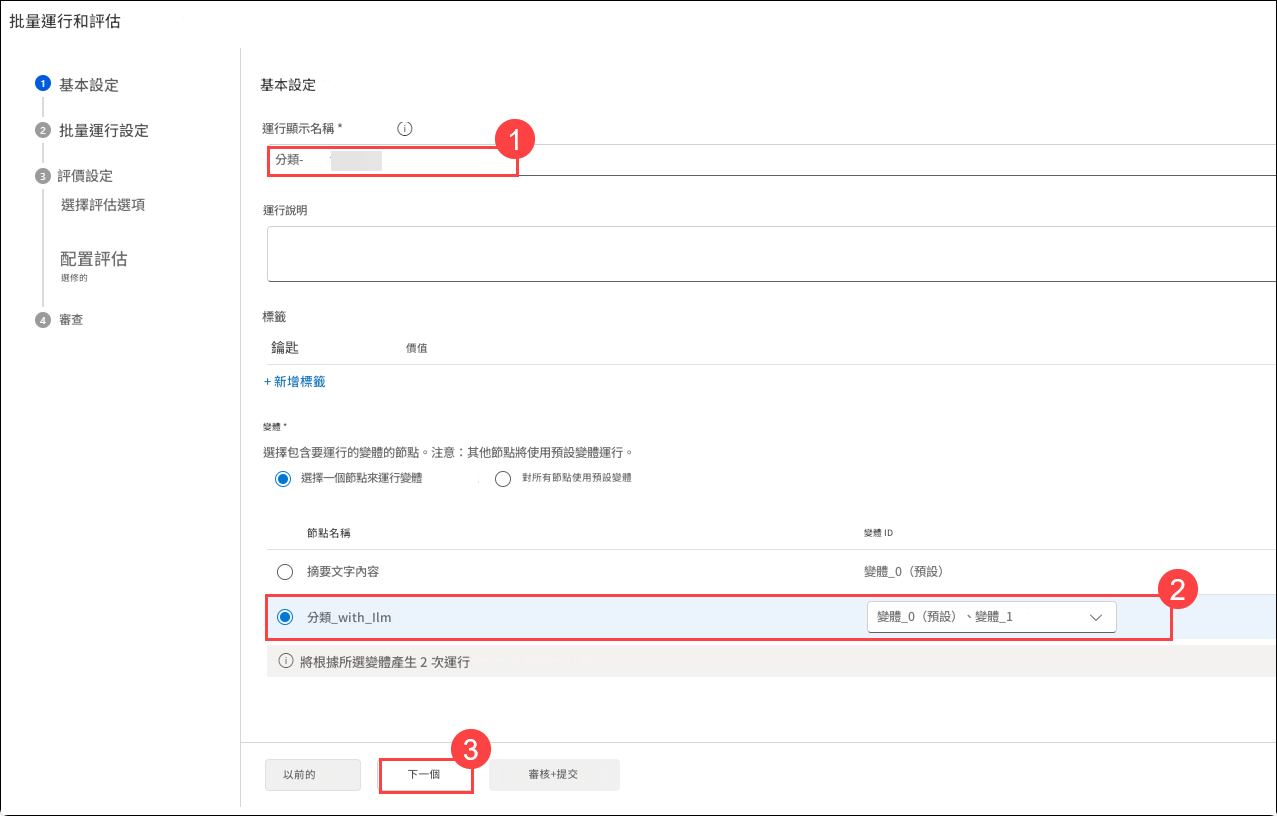 批量運行和評估
1 基本設定
2 批量運行設定
3 評價設定
選擇評估選項
配置評估
選修的
4 審查
基本設定
運行顯示名稱 *
1
分類-
運行說明
標籤
鑰匙 價值
+ 新增標籤
變體 *
選擇包含要運行的變體的節點。注意：其他節點將使用預設變體運行。
選擇一個節點來運行變體 對所有節點使用預設變體
節點名稱 變體 ID
摘要文字內容 變體_0（預設）
2
分類_with_Ilm 變體_0（預設）、變體_1
將根據所選變體產生 2 次運行
3
以前的 下一個 審核+提交